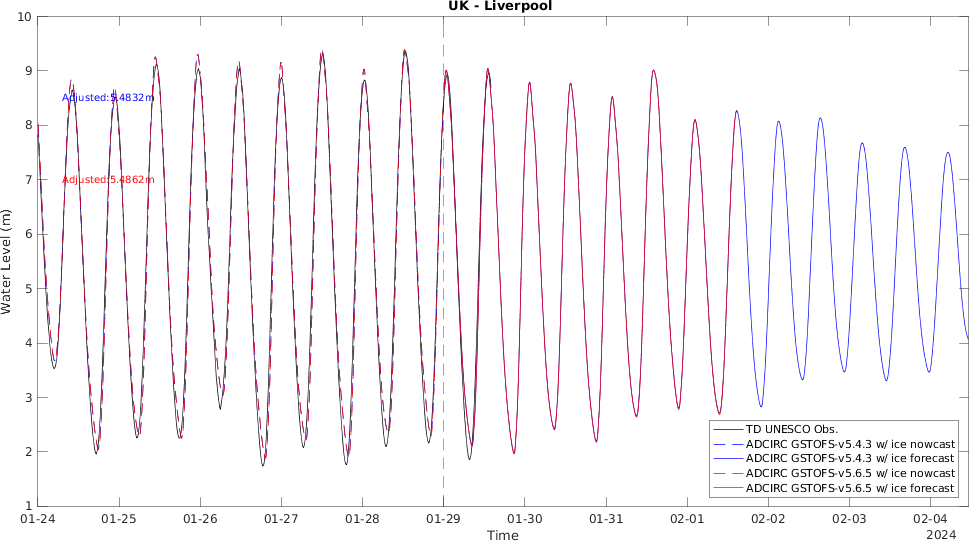 UK - Liverpool
10
9
8
7
6
5
4
3
2
1
Water Level (m)
Adjusted:5.4832m
Adjusted:5.4862m
TD UNESCO Obs.
ADCIRC GSTOFS-v5.4.3 w/ ice nowcast
ADCIRC GSTOFS-v5.4.3 w/ ice forecast
ADCIRC GSTOFS-v5.6.5 w/ ice nowcast
ADCIRC GSTOFS-v5.6.5 w/ ice forecast
01-24 01-25 01-26 01-27 01-28 01-29 01-30 01-31 02-01 02-02 02-03 02-04
Time
2024